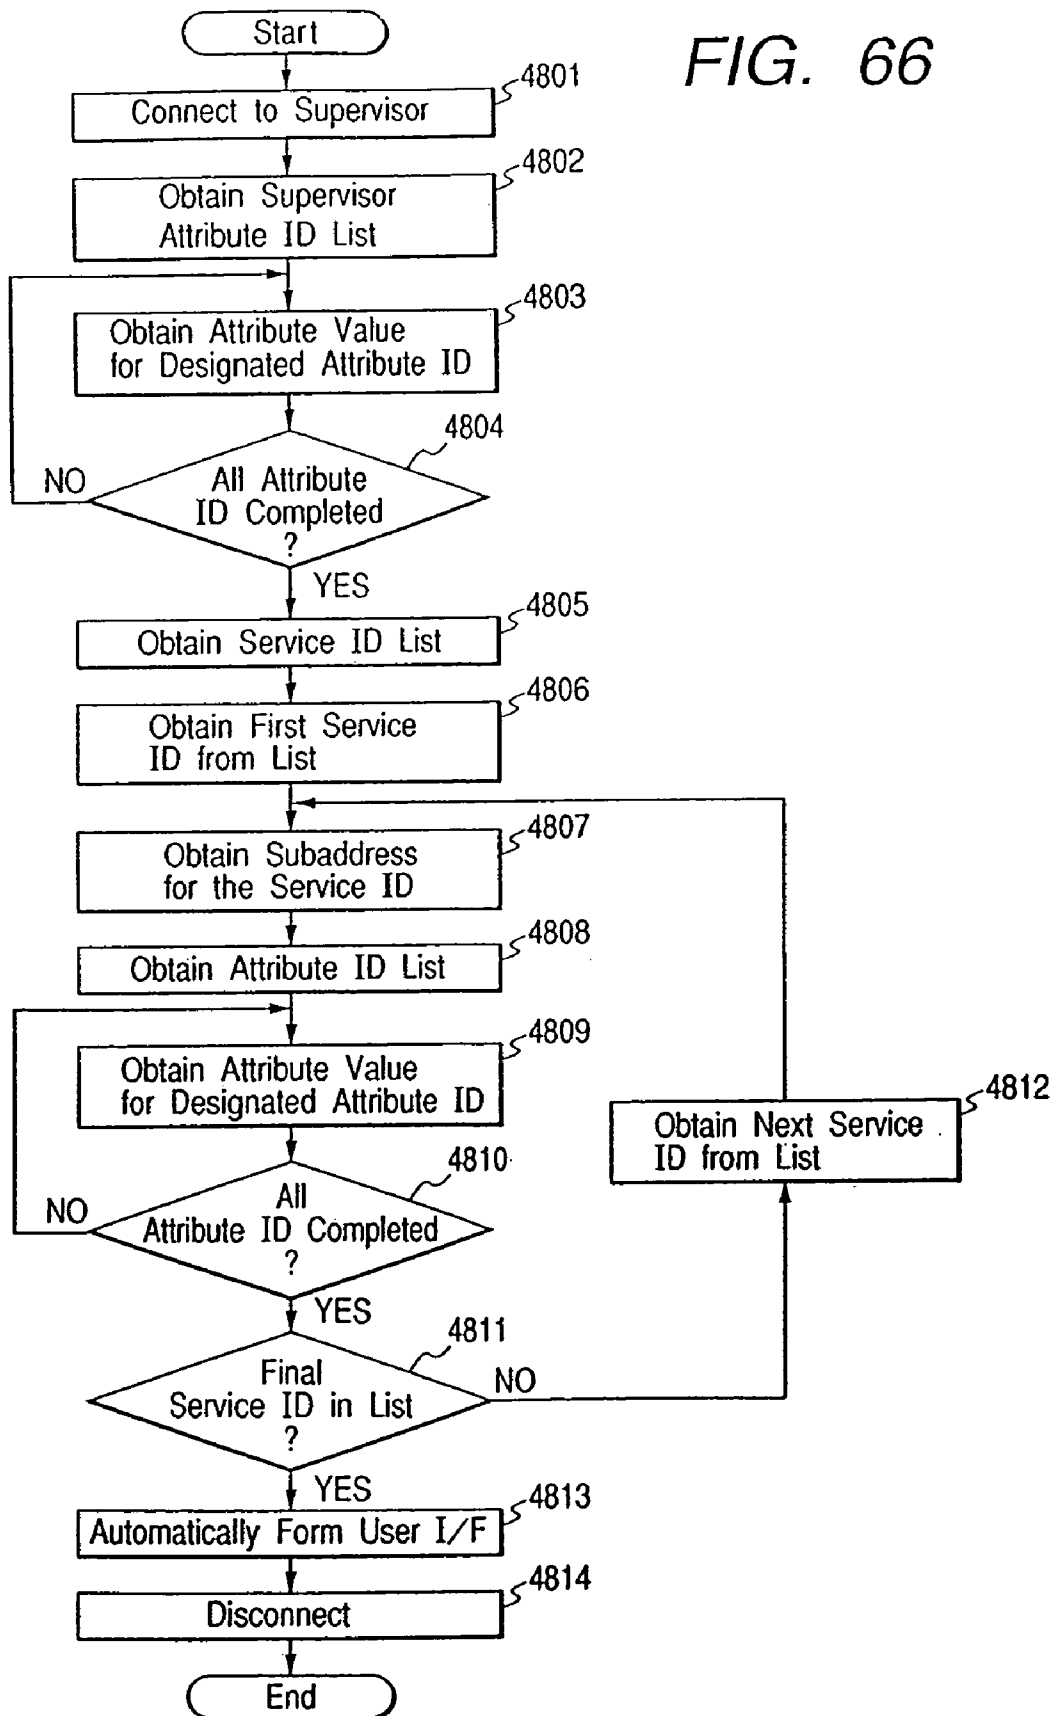 Start
FIG. 66
4801
Connect to Supervisor
4802
Obtain Supervisor
Attribute ID List
4803
Obtain Attribute Value
for Designated Attribute ID
4804
NO
All Attribute
ID Completed
?
YES
4805
Obtain Service ID List
4806
Obtain First Service
ID from List
4807
Obtain Subaddress
for the Service ID
4808
Obtain Attribute ID List
4809
Obtain Attribute Value
for Designated Attribute ID
4812
Obtain Next Service
ID from List
4810
NO
All
Attribute ID Completed
?
YES
4811
Final
Service ID in List
?
NO
YES
4813
Automatically Form User I/F
4814
Disconnect
End